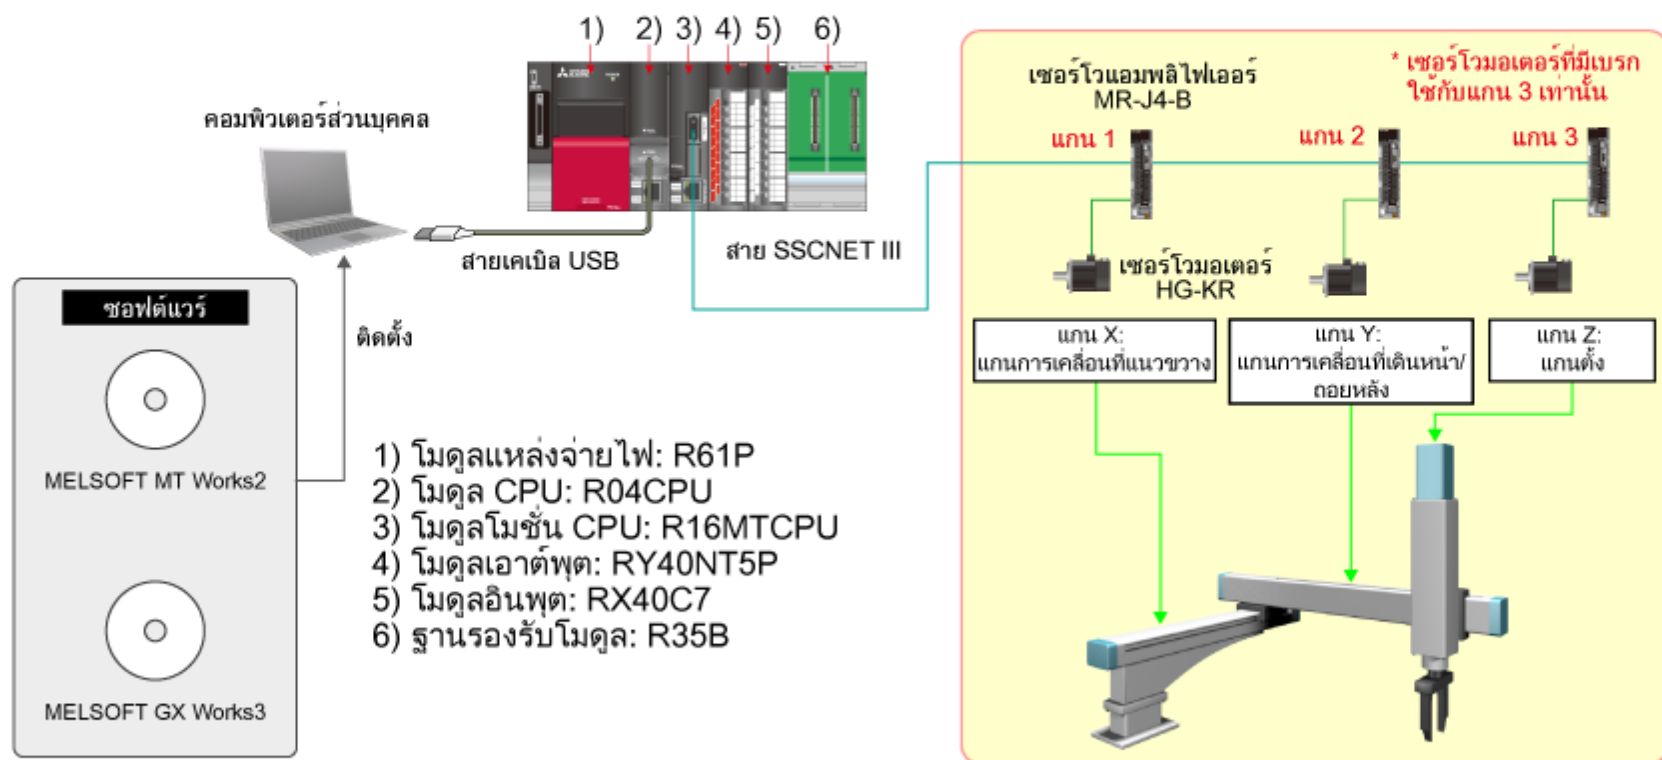 1) 2) 3) 4) 5) 6)
คอมพิวเตอร์ส่วนบุคคล
สายเคเบิล USB
สาย SSCNET III
ซอฟต์แวร์
ติดตั้ง
MELSOFT MT Works2
MELSOFT GX Works3
1) โมดูลแหล่งจ่ายไฟ: R61P
2) โมดูล CPU: R04CPU
3) โมดูลโมชั่น CPU: R16MTCPU
4) โมดูลเอาต์พุต: RY40NT5P
5) โมดูลอินพุต: RX40C7
6) ฐานรองรับโมดูล: R35B
เซอร์โวแอมพลิไฟเออร์
MR-J4-B
* เซอร์โวมอเตอร์ที่มีเบรก
ใช้กับแกน 3 เท่านั้น
แกน 1
แกน 2
แกน 3
เซอร์โวมอเตอร์
HG-KR
แกน X:
แกนการเคลื่อนที่แนวขวาง
แกน Y:
แกนการเคลื่อนที่เดินหน้า/
ถอยหลัง
แกน Z:
แกนตั้ง